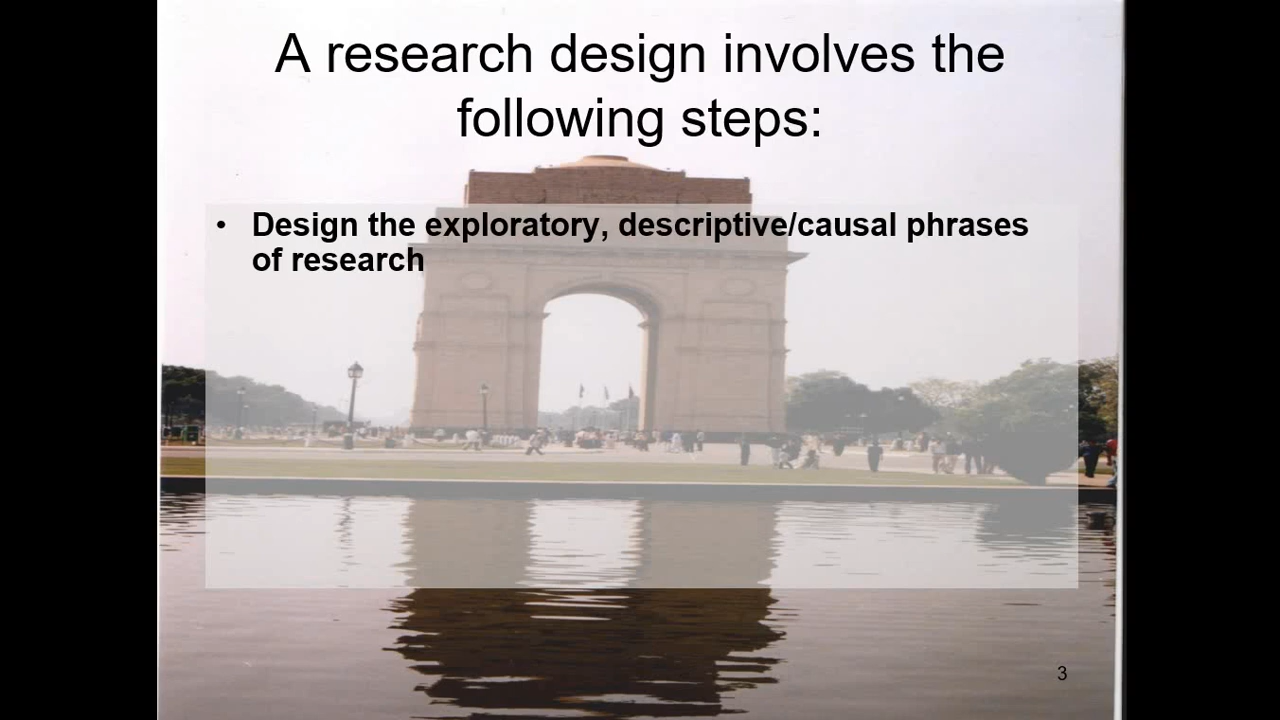 A research design involves the
following steps:
• Design the exploratory, descriptive/causal phrases
of research
3